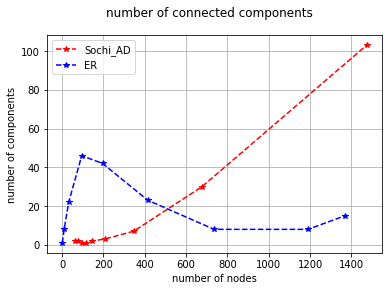 number of connected components
Sochi_AD
ER
100
80
60
40
20
0
number of components
0 200 400 600 800 1000 1200 1400
number of nodes